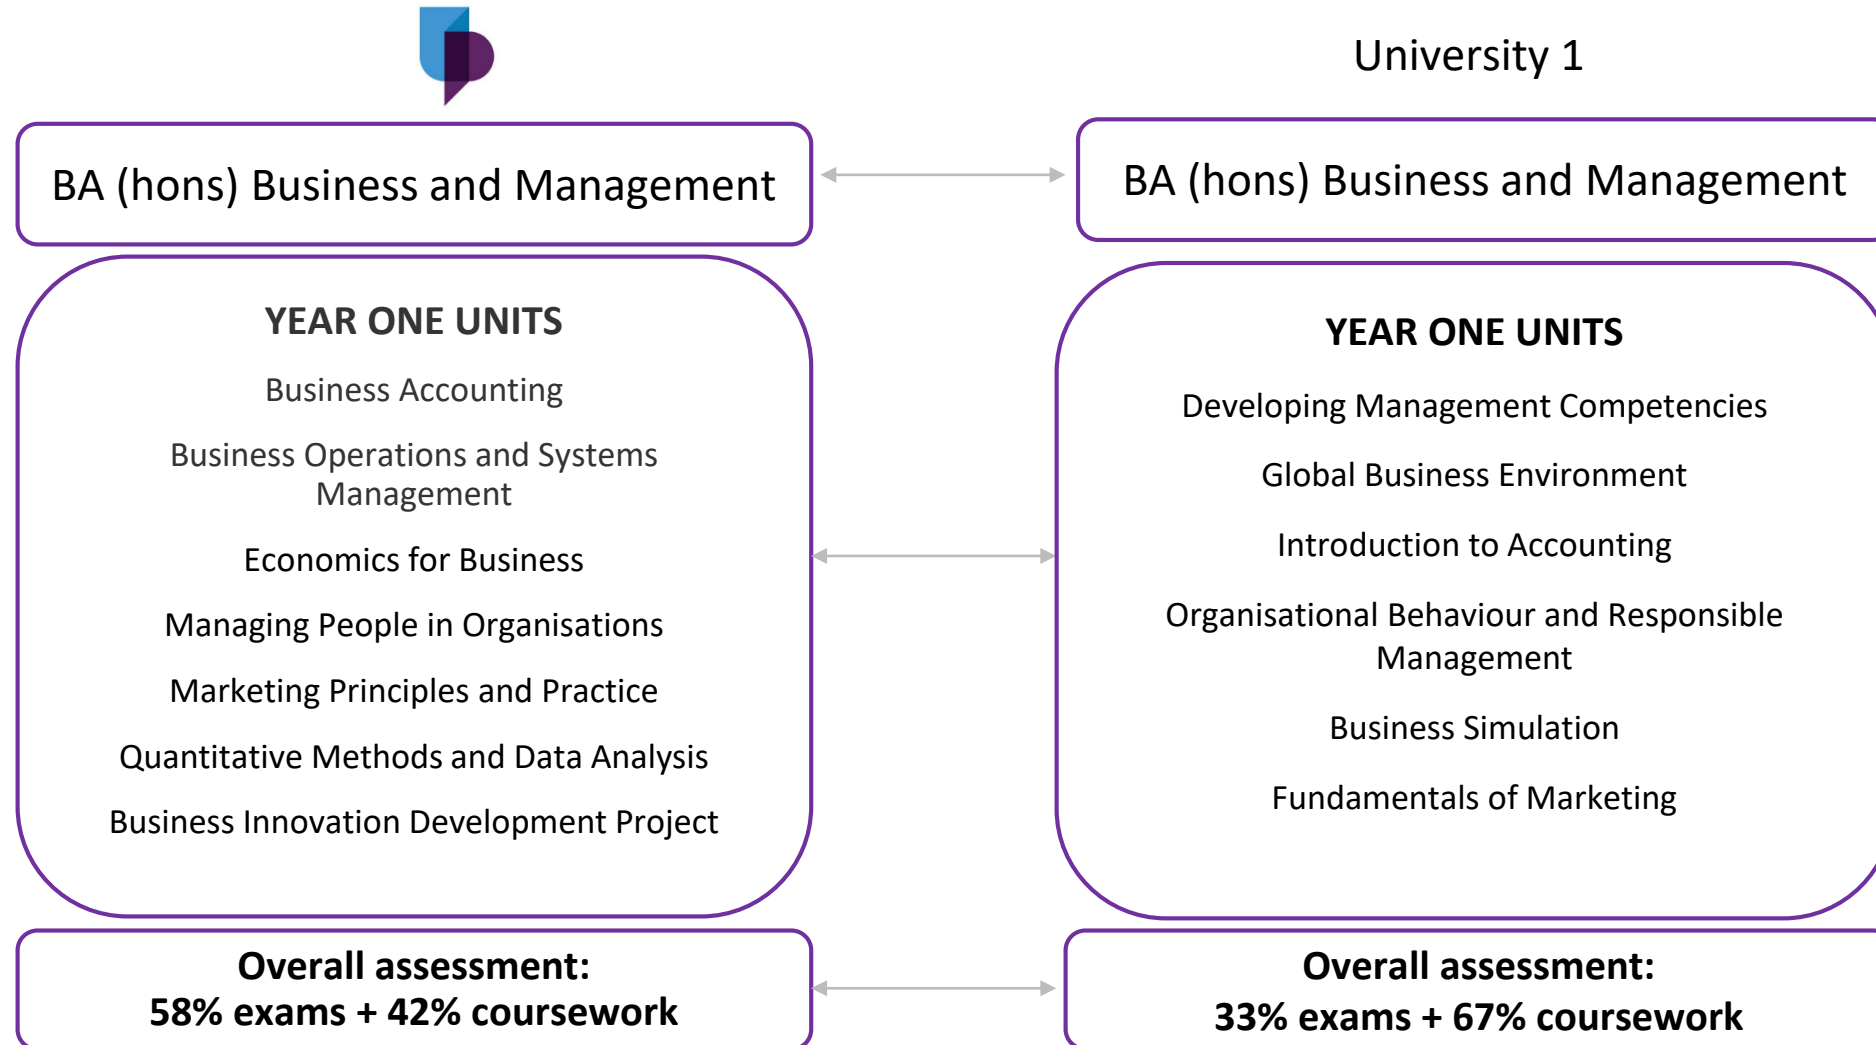 BA (hons) Business and Management
YEAR ONE UNITS
Business Accounting
Business Operations and Systems
Management
Economics for Business
Managing People in Organisations
Marketing Principles and Practice
Quantitative Methods and Data Analysis
Business Innovation Development Project
Overall assessment:
58% exams + 42% coursework
University 1
BA (hons) Business and Management
YEAR ONE UNITS
Developing Management Competencies
Global Business Environment
Introduction to Accounting
Organisational Behaviour and Responsible
Management
Business Simulation
Fundamentals of Marketing
Overall assessment:
33% exams + 67% coursework